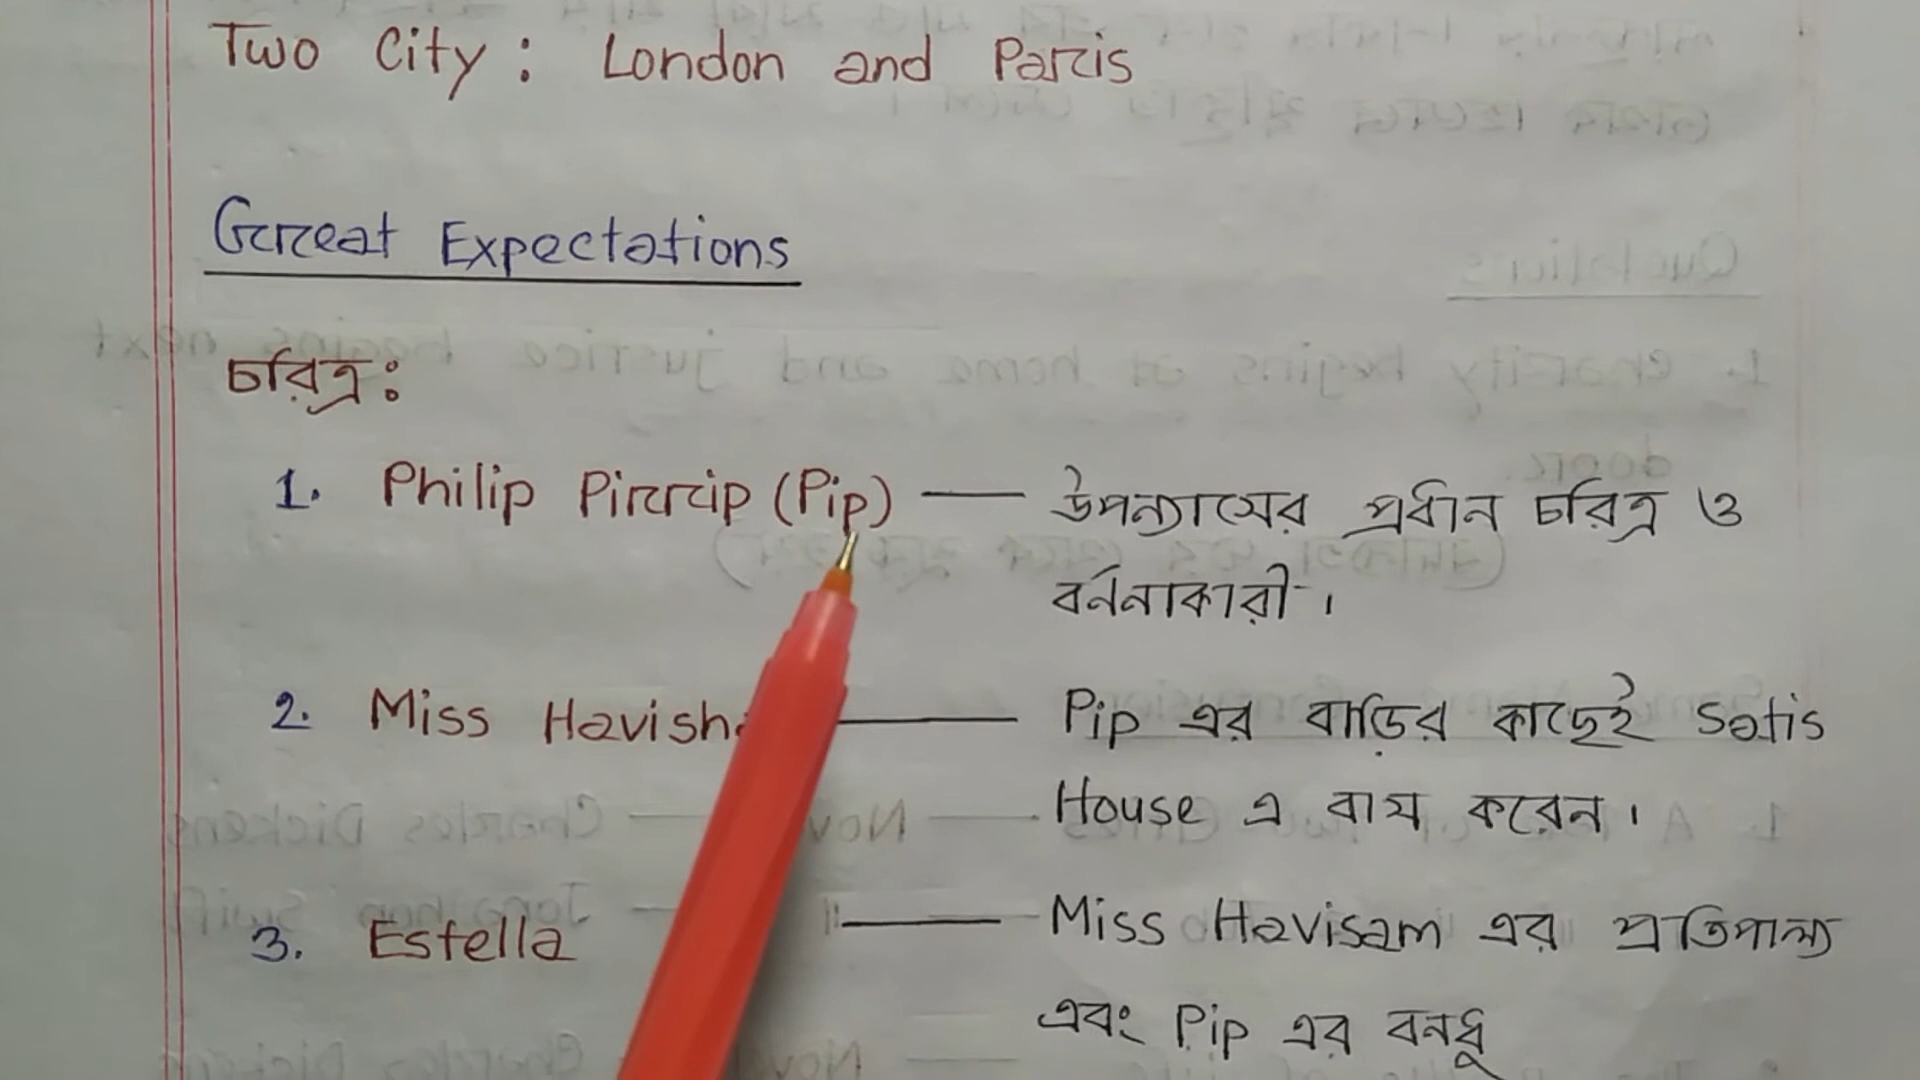 Two City : London and Paris
Great Expectations
চরিত্র :
1. Philip Pirrip (Pip) — উপন্যাসের প্রধান চরিত্র ও
বর্ননাকারী ।
2. Miss — Pip এর বাড়ির কাছেই Satis
House এ বাস করেন ।
3. Estella — Miss Havisam এর প্রতিপাল্য
এবং Pip এর বন্ধু